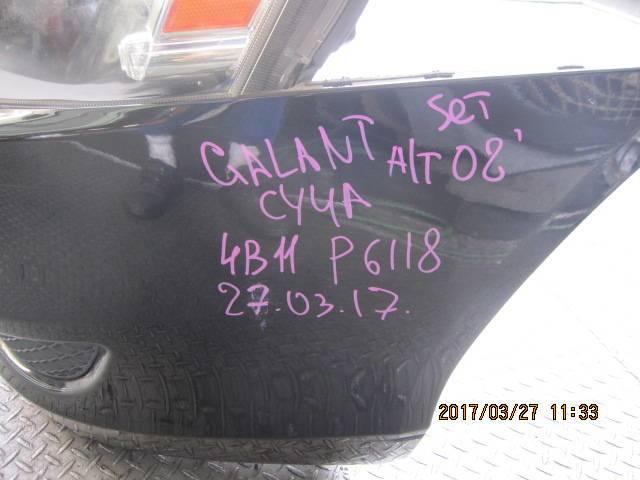 SET
GALANT A/T 08'
CY4A
4B11 P6118
27.03.17.
2017/03/27 11:33